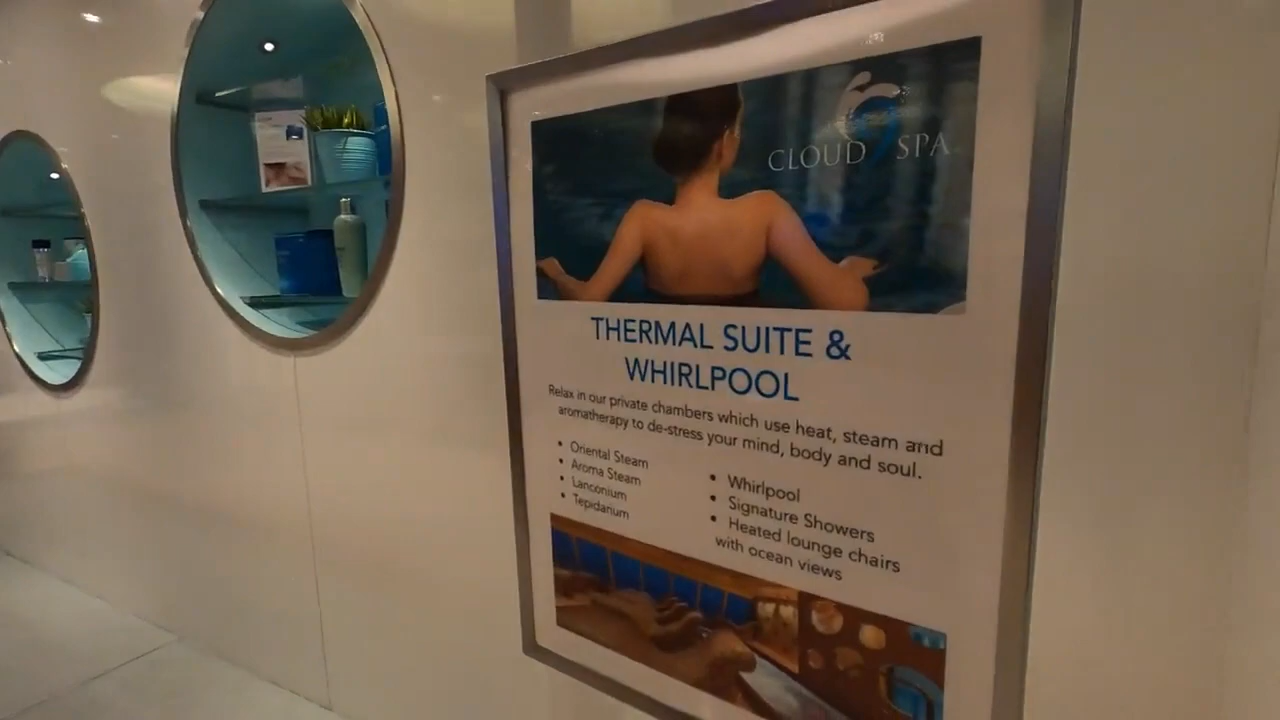 CLOUD 9 SPA
THERMAL SUITE &
WHIRLPOOL
Relax in our private chambers which use heat, steam and
aromatherapy to de-stress your mind, body and soul.
• Oriental Steam
• Aroma Steam
• Lanconium
• Tepidarium
• Whirlpool
• Signature Showers
• Heated lounge chairs
with ocean views